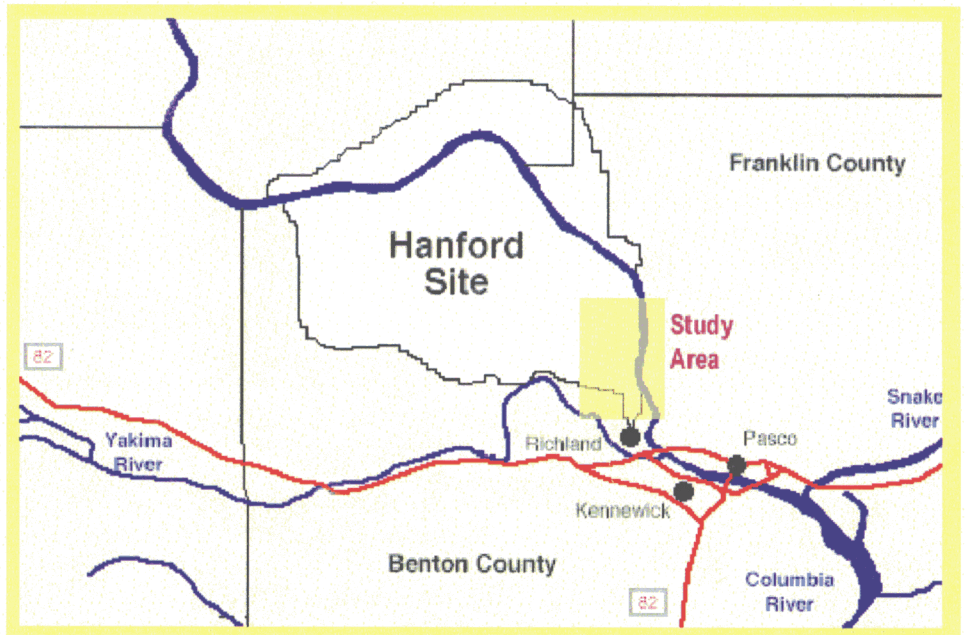 Franklin County
Hanford
Site
Study
Area
82
Snake
River
Yakima
River
Richland
Pasco
Kennewick
Benton County
Columbia
River
82